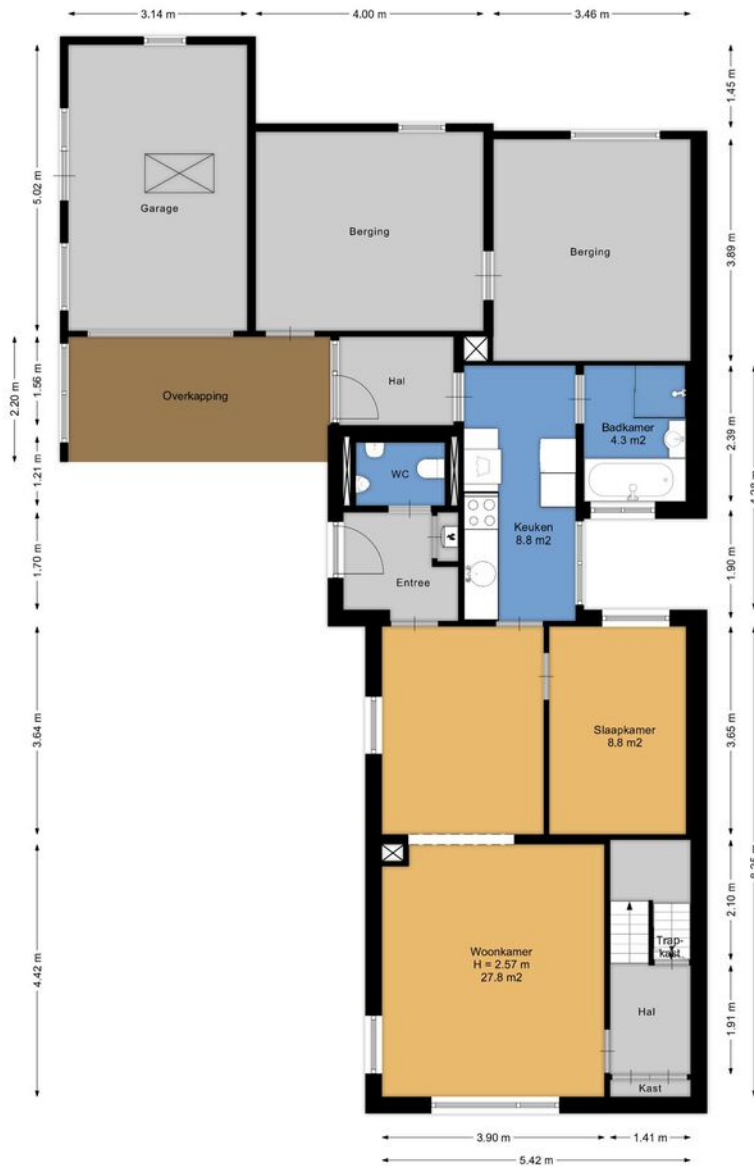 3.14 m
4.00 m
3.46 m
1.45 m
5.02 m
Garage
Berging
Berging
3.89 m
1.66 m
2.20 m
Overkapping
Hal
Badkamer
4.3 m2
2.39 m
1.21 m
WC
Keuken
8.8 m2
1.70 m
Entree
1.90 m
3.64 m
Slaapkamer
8.8 m2
3.65 m
2.10 m
Trap-
kast
4.42 m
Woonkamer
H = 2.57 m
27.8 m2
Hal
1.91 m
Kast
3.90 m
1.41 m
5.42 m